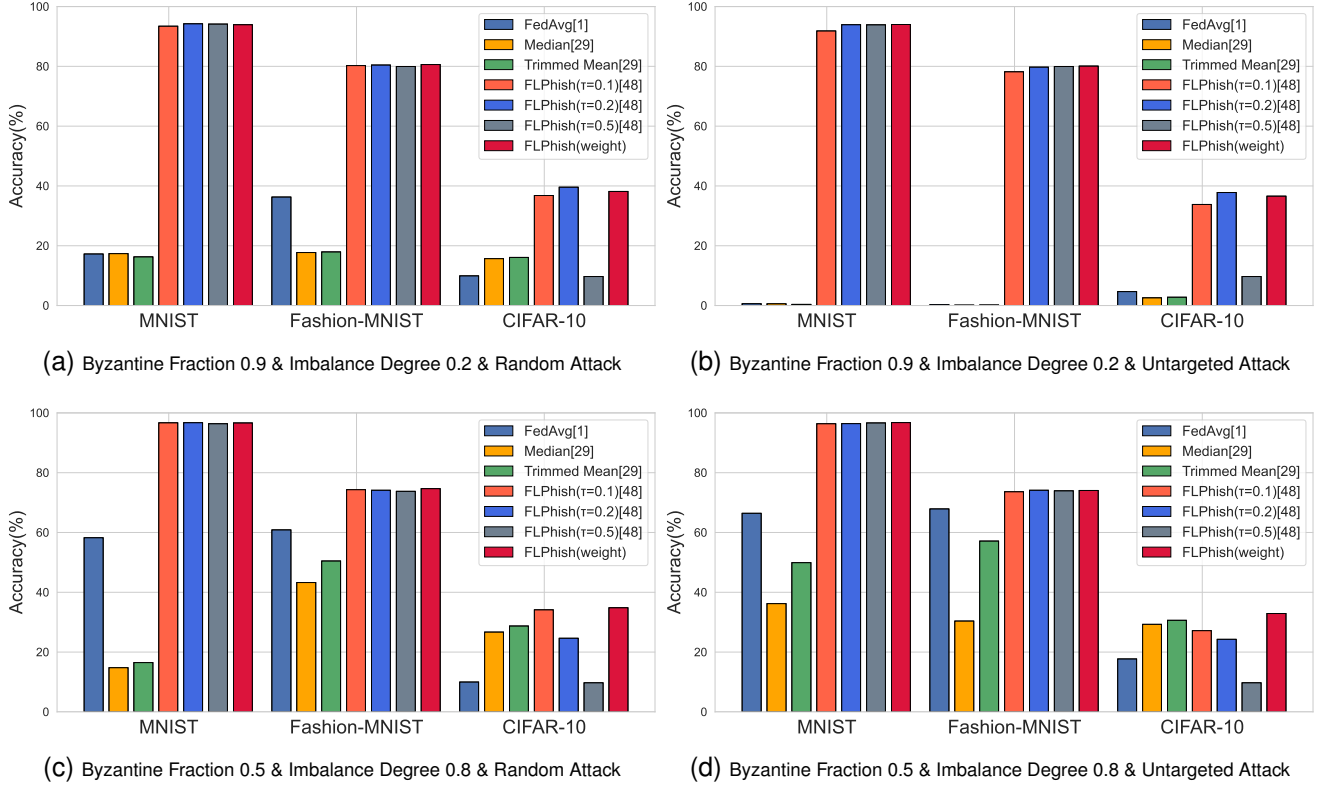 100
80
60
40
20
0
Accuracy(%)
FedAvg[1]
Median[29]
Trimmed Mean[29]
FLPhish(τ=0.1)[48]
FLPhish(τ=0.2)[48]
FLPhish(τ=0.5)[48]
FLPhish(weight)
MNIST
Fashion-MNIST
CIFAR-10
(a) Byzantine Fraction 0.9 & Imbalance Degree 0.2 & Random Attack
100
80
60
40
20
0
Accuracy(%)
FedAvg[1]
Median[29]
Trimmed Mean[29]
FLPhish(τ=0.1)[48]
FLPhish(τ=0.2)[48]
FLPhish(τ=0.5)[48]
FLPhish(weight)
MNIST
Fashion-MNIST
CIFAR-10
(b) Byzantine Fraction 0.9 & Imbalance Degree 0.2 & Untargeted Attack
100
80
60
40
20
0
Accuracy(%)
FedAvg[1]
Median[29]
Trimmed Mean[29]
FLPhish(τ=0.1)[48]
FLPhish(τ=0.2)[48]
FLPhish(τ=0.5)[48]
FLPhish(weight)
MNIST
Fashion-MNIST
CIFAR-10
(c) Byzantine Fraction 0.5 & Imbalance Degree 0.8 & Random Attack
100
80
60
40
20
0
Accuracy(%)
FedAvg[1]
Median[29]
Trimmed Mean[29]
FLPhish(τ=0.1)[48]
FLPhish(τ=0.2)[48]
FLPhish(τ=0.5)[48]
FLPhish(weight)
MNIST
Fashion-MNIST
CIFAR-10
(d) Byzantine Fraction 0.5 & Imbalance Degree 0.8 & Untargeted Attack